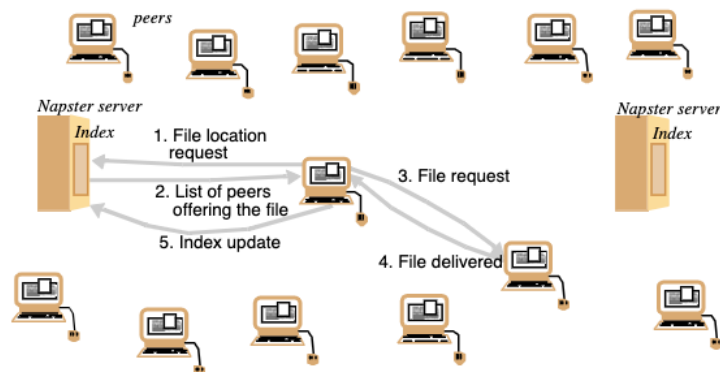 peers
Napster server
Index
Napster server
Index
1. File location
request
2. List of peers
offering the file
5. Index update
3. File request
4. File delivered